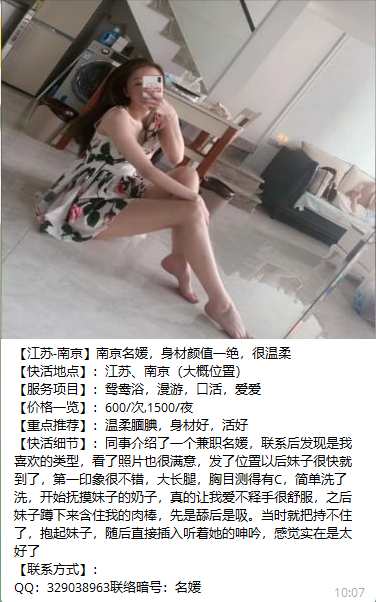 【江苏-南京】南京名媛，身材颜值一绝，很温柔
【快活地点】：江苏、南京（大概位置）
【服务项目】：鸳鸯浴，漫游，口活，爱爱
【价格一览】：600/次,1500/夜
【重点推荐】：温柔腼腆，身材好，活好
【快活细节】：同事介绍了一个兼职名媛，联系后发现是我
喜欢的类型，看了照片也很满意，发了位置以后妹子很快就
到了，第一印象很不错，大长腿，胸目测得有C，简单洗了
洗，开始抚摸妹子的奶子，真的让我爱不释手很舒服，之后
妹子蹲下来含住我的肉棒，先是舔后是吸。当时就把持不住
了，抱起妹子，随后直接插入听着她的呻吟，感觉实在是太
好了
【联系方式】：
QQ：329038963联络暗号：名媛
10:07